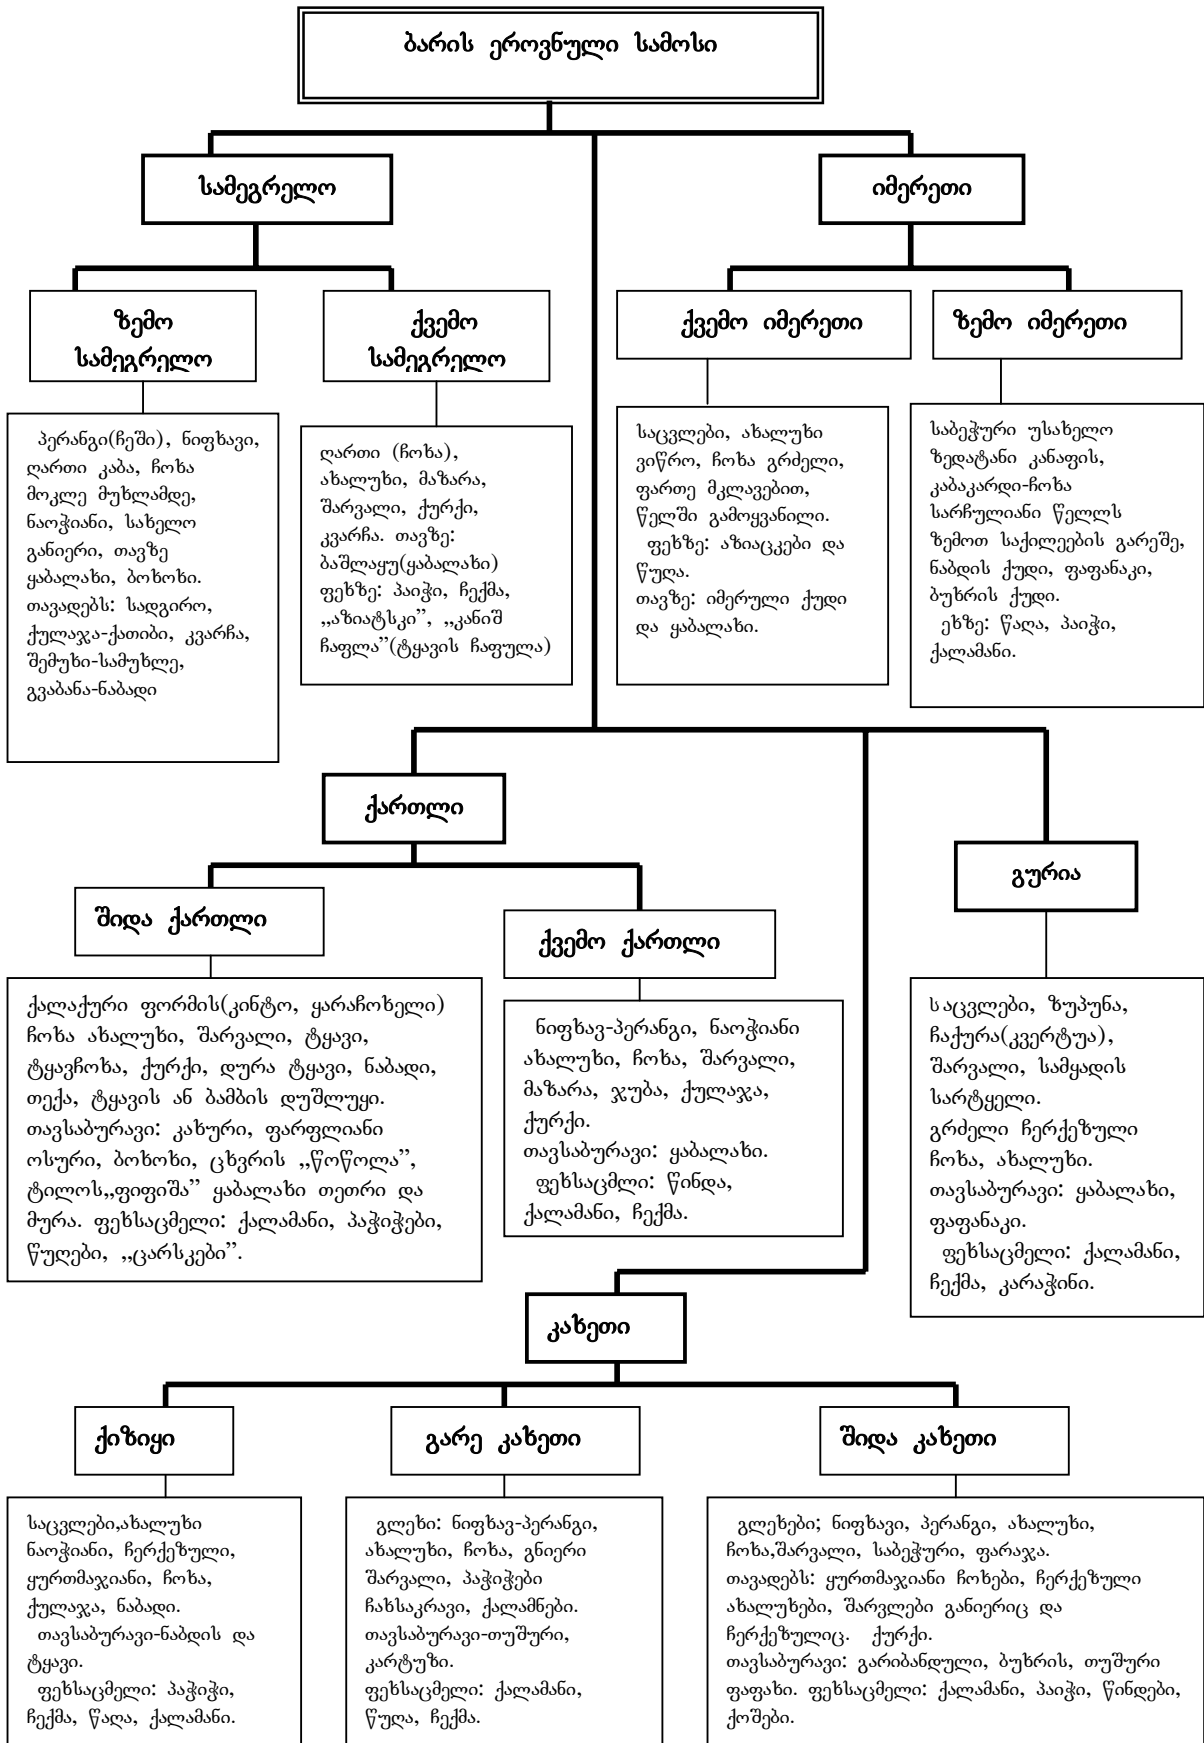 ბარის ეროვნული სამოსი
სამეგრელო
იმერეთი
ზემო
სამეგრელო
ქვემო
სამეგრელო
ქვემო იმერეთი
ზემო იმერეთი
პერანგი(ჩეში), ნიფხავი,
ღართი კაბა, ჩოხა
მოკლე მუხლამდე,
ნაოჭიანი, სახელო
განიერი, თავზე
ყაბალახი, ბოხოხი.
თავადებს: სადგირო,
ქულაჯა-ქათიბი, კვარჩა,
შემუხი-სამუხლე,
გვაბანა-ნაბადი
ღართი (ჩოხა),
ახალუხი, მაზარა,
შარვალი, ქურქი,
კვარჩა. თავზე:
ბაშლაყუ(ყაბალახი)
ფეხზე: პაიჭი, ჩექმა,
„აზიატსკი”, „კანიშ
ჩაფლა”(ტყავის ჩაფულა)
საცვლები, ახალუხი
ვიწრო, ჩოხა გრძელი,
ფართე მკლავებით,
წელში გამოყვანილი.
ფეხზე: აზიაცკები და
წუღა.
თავზე: იმერული ქუდი
და ყაბალახი.
საბეჭური უსახელო
ზედატანი კანაფის,
კაბაკარდი-ჩოხა
სარჩულიანი წელლს
ზემოთ საქილეების გარეშე,
ნაბდის ქუდი, ფაფანაკი,
ბუხრის ქუდი.
ეხზე: წაღა, პაიჭი,
ქალამანი.
ქართლი
გურია
შიდა ქართლი
ქვემო ქართლი
ქალაქური ფორმის(კინტო, ყარაჩოხელი)
ჩოხა ახალუხი, შარვალი, ტყავი,
ტყავჩოხა, ქურქი, დურა ტყავი, ნაბადი,
თექა, ტყავის ან ბამბის დუშლუყი.
თავსაბურავი: კახური, ფარფლიანი
ოსური, ბოხოხი, ცხვრის „წოწოლა”,
ტილოს„ფიფიშა” ყაბალახი თეთრი და
მურა. ფეხსაცმელი: ქალამანი, პაჭიჭები,
წუღები, „ცარსკები”.
ნიფხავ-პერანგი, ნაოჭიანი
ახალუხი, ჩოხა, შარვალი,
მაზარა, ჯუბა, ქულაჯა,
ქურქი.
თავსაბურავი: ყაბალახი.
ფეხსაცმლი: წინდა,
ქალამანი, ჩექმა.
საცვლები, ზუპუნა,
ჩაქურა(კვერტუა),
შარვალი, სამყადის
სარტყელი.
გრძელი ჩერქეზული
ჩოხა, ახალუხი.
თავსაბურავი: ყაბალახი,
ფაფანაკი.
ფეხსაცმელი: ქალამანი,
ჩექმა, კარაჭინი.
კახეთი
ქიზიყი
გარე კახეთი
შიდა კახეთი
საცვლები,ახალუხი
ნაოჭიანი, ჩერქეზული,
ყურთმაჯიანი, ჩოხა,
ქულაჯა, ნაბადი.
თავსაბურავი-ნაბდის და
ტყავი.
ფეხსაცმელი: პაჭიჭი,
ჩექმა, წაღა, ქალამანი.
გლეხი: ნიფხავ-პერანგი,
ახალუხი, ჩოხა, გნიერი
შარვალი, პაჭიჭები
ჩახსაკრავი, ქალამნები.
თავსაბურავი-თუშური,
კარტუზი.
ფეხსაცმელი: ქალამანი,
წუღა, ჩექმა.
გლეხები; ნიფხავი, პერანგი, ახალუხი,
ჩოხა,შარვალი, საბეჭური, ფარაჯა.
თავადებს: ყურთმაჯიანი ჩოხები, ჩერქეზული
ახალუხები, შარვლები განიერიც და
ჩერქეზულიც. ქურქი.
თავსაბურავი: გარიბანდული, ბუხრის, თუშური
ფაფახი. ფეხსაცმელი: ქალამანი, პაიჭი, წინდები,
ქოშები.